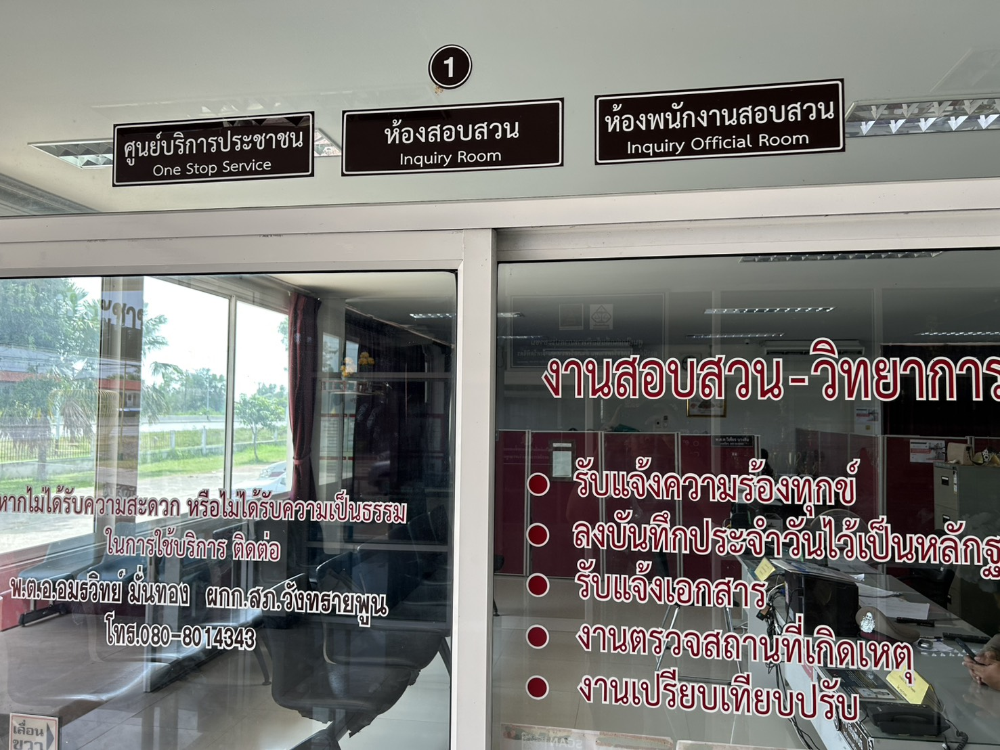 1
ศูนย์บริการประชาชน
One Stop Service
ห้องสอบสวน
Inquiry Room
ห้องพนักงานสอบสวน
Inquiry Official Room
หากไม่ได้รับความสะดวก หรือไม่ได้รับความเป็นธรรม
ในการใช้บริการ ติดต่อ
พ.ต.อ.อมรวิทย์ มั่นทอง ผกก.สภ.วังทรายพูน
โทร.080-8014343
เลื่อน
ขวา
งานสอบสวน-วิทยาการ
รับแจ้งความร้องทุกข์
ลงบันทึกประจำวันไว้เป็นหลักฐ
รับแจ้งเอกสาร
งานตรวจสถานที่เกิดเหตุ
งานเปรียบเทียบปรับ